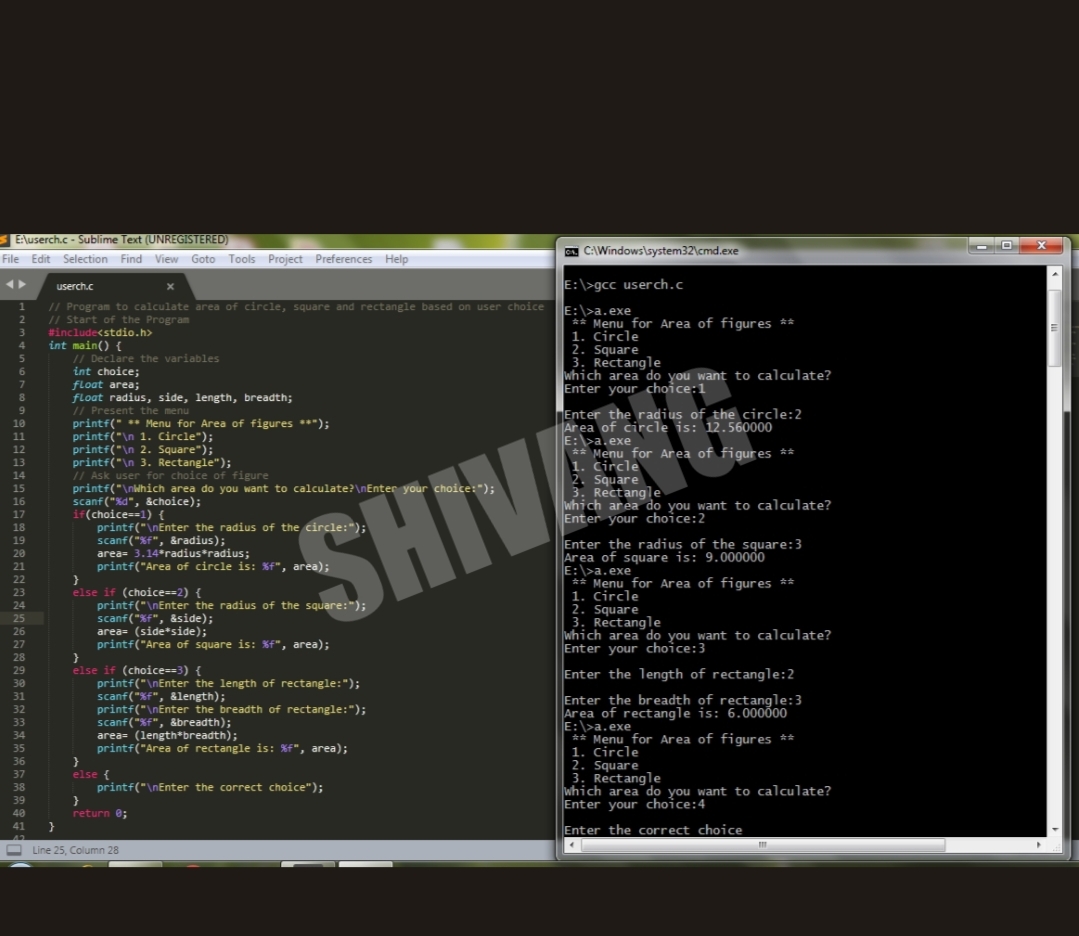 E:\userch.c - Sublime Text (UNREGISTERED)
File Edit Selection Find View Goto Tools Project Preferences Help
userch.c ×
1 // Program to calculate area of circle, square and rectangle based on user choice
2 // Start of the Program
3 #include<stdio.h>
4 int main() {
5 // Declare the variables
6 int choice;
7 float area;
8 float radius, side, length, breadth;
9 // Present the menu
10 printf(" ** Menu for Area of figures **");
11 printf("\n 1. Circle");
12 printf("\n 2. Square");
13 printf("\n 3. Rectangle");
14 // Ask user for choice of figure
15 printf("\nWhich area do you want to calculate?\nEnter your choice:");
16 scanf("%d", &choice);
17 if(choice==1) {
18 printf("\nEnter the radius of the circle:");
19 scanf("%f", &radius);
20 area= 3.14*radius*radius;
21 printf("Area of circle is: %f", area);
22 }
23 else if (choice==2) {
24 printf("\nEnter the radius of the square:");
25 scanf("%f", &side);
26 area= (side*side);
27 printf("Area of square is: %f", area);
28 }
29 else if (choice==3) {
30 printf("\nEnter the length of rectangle:");
31 scanf("%f", &length);
32 printf("\nEnter the breadth of rectangle:");
33 scanf("%f", &breadth);
34 area= (length*breadth);
35 printf("Area of rectangle is: %f", area);
36 }
37 else {
38 printf("\nEnter the correct choice");
39 }
40 return 0;
41 }
42
Line 25, Column 28
C:\Windows\system32\cmd.exe
E:\>gcc userch.c
E:\>a.exe
** Menu for Area of figures **
1. Circle
2. Square
3. Rectangle
Which area do you want to calculate?
Enter your choice:1
Enter the radius of the circle:2
Area of circle is: 12.560000
E:\>a.exe
** Menu for Area of figures **
1. Circle
2. Square
3. Rectangle
Which area do you want to calculate?
Enter your choice:2
Enter the radius of the square:3
Area of square is: 9.000000
E:\>a.exe
** Menu for Area of figures **
1. Circle
2. Square
3. Rectangle
Which area do you want to calculate?
Enter your choice:3
Enter the length of rectangle:2
Enter the breadth of rectangle:3
Area of rectangle is: 6.000000
E:\>a.exe
** Menu for Area of figures **
1. Circle
2. Square
3. Rectangle
Which area do you want to calculate?
Enter your choice:4
Enter the correct choice
SHIVANG